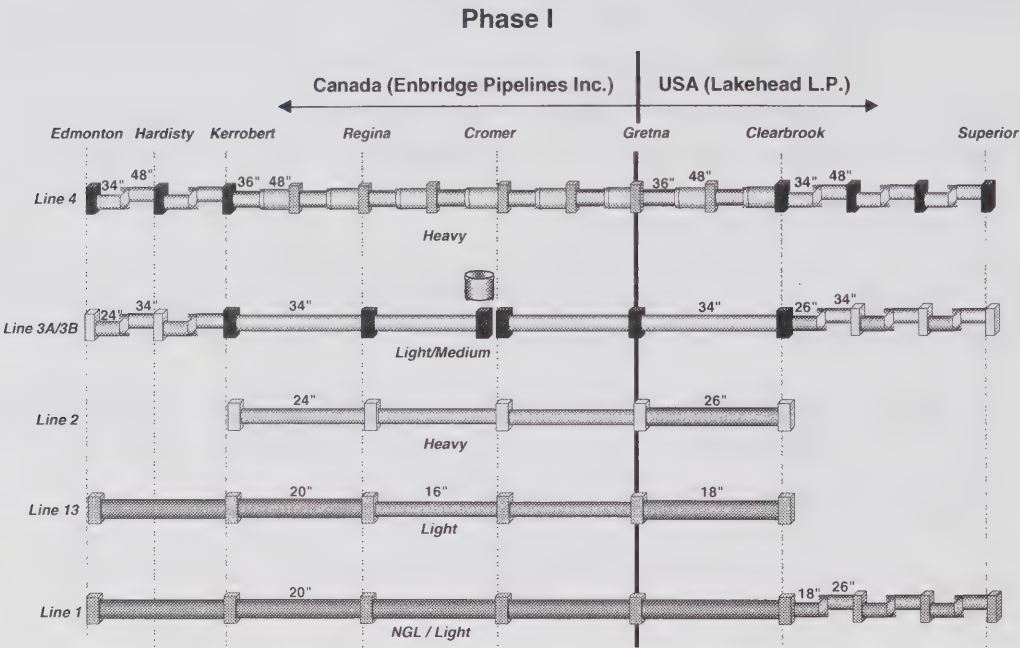 Phase I
Canada (Enbridge Pipelines Inc.) USA (Lakehead L.P.)
Edmonton Hardisty Kerrobert Regina Cromer Gretna Clearbrook Superior
34" 48" 36" 48" 36" 48" 34" 48"
Line 4
Heavy
24" 34" 34" 34" 26" 34"
Line 3A/3B
Light/Medium
24" 26"
Line 2
Heavy
20" 16" 18"
Line 13
Light
20" 18" 26"
Line 1
NGL / Light